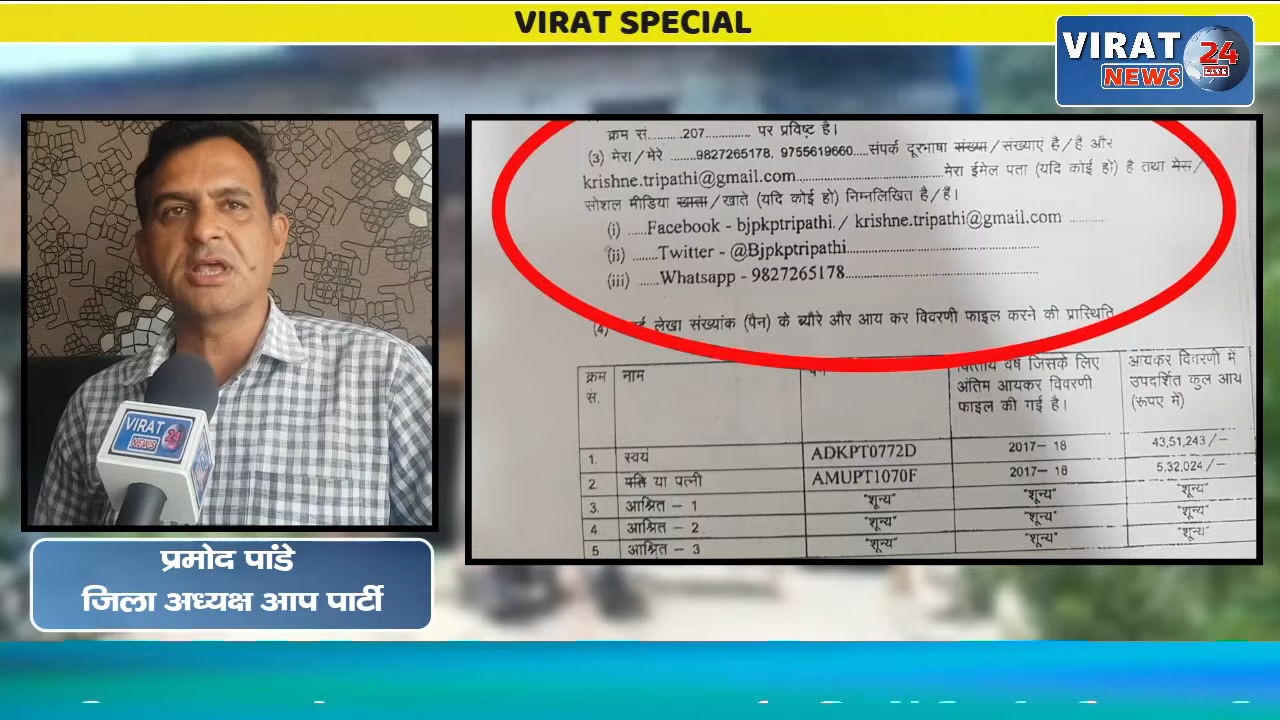 VIRAT SPECIAL
VIRAT 24
NEWS LIVE
क्रम सं.........207............. पर प्रविष्ट है।
(3) मेरा/मेरे ........9827265178, 9755619660....संपर्क दूरभाषा संख्या/संख्याएं है/हैं और
krishne.tripathi@gmail.com..............................................मेरा ईमेल पता (यदि कोई हो) है तथा मेरा/
सोशल मीडिया खाता/खाते (यदि कोई हो) निम्नलिखित है/हैं।
(i) .....Facebook - bjpkptripathi./ krishne.tripathi@gmail.com ...........
(ii) .......Twitter - @Bjpkptripathi..........................................................
(iii) ......Whatsapp - 9827265178..........................................................
(4) लेखा संख्यांक (पैन) के ब्यौरे और आय कर विवरणी फाइल करने की प्रास्थिति
क्रम सं. नाम वित्तीय वर्ष जिसके लिए अंतिम आयकर विवरणी फाइल की गई है। आयकर विवरणी में उपदर्शित कुल आय (रूपए में)
1. स्वयं ADKPT0772D 2017- 18 43,51,243/-
2. पति या पत्नी AMUPT1070F 2017- 18 5,32,024/-
3. आश्रित - 1 "शून्य" "शून्य" "शून्य"
4 आश्रित - 2 "शून्य" "शून्य" "शून्य"
5 आश्रित - 3 "शून्य" "शून्य" "शून्य"
VIRAT 24
NEWS
प्रमोद पांडे
जिला अध्यक्ष आप पार्टी